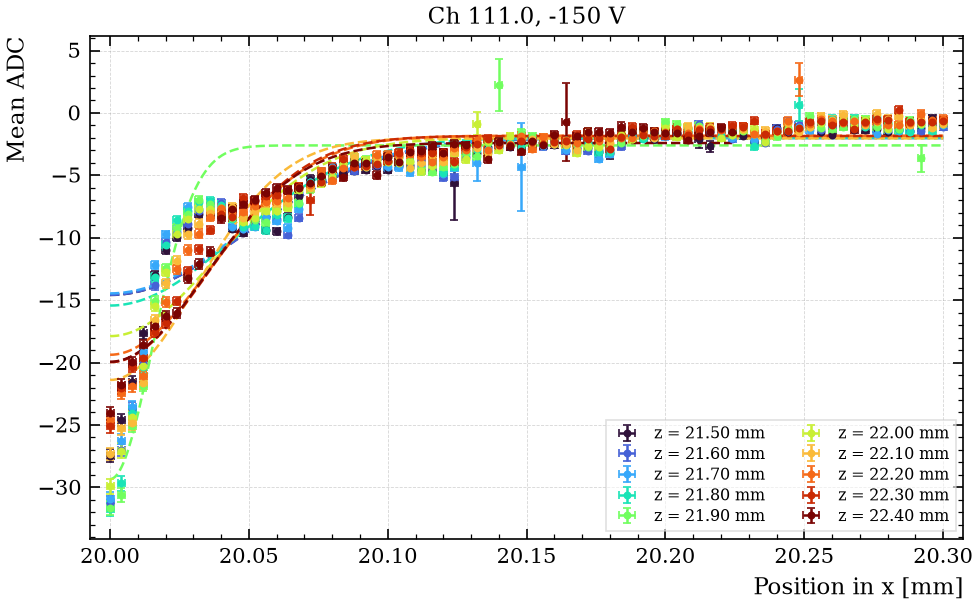 Ch 111.0, -150 V
Mean ADC
5
0
−5
−10
−15
−20
−25
−30
20.00 20.05 20.10 20.15 20.20 20.25 20.30
Position in x [mm]
z = 21.50 mm
z = 21.60 mm
z = 21.70 mm
z = 21.80 mm
z = 21.90 mm
z = 22.00 mm
z = 22.10 mm
z = 22.20 mm
z = 22.30 mm
z = 22.40 mm